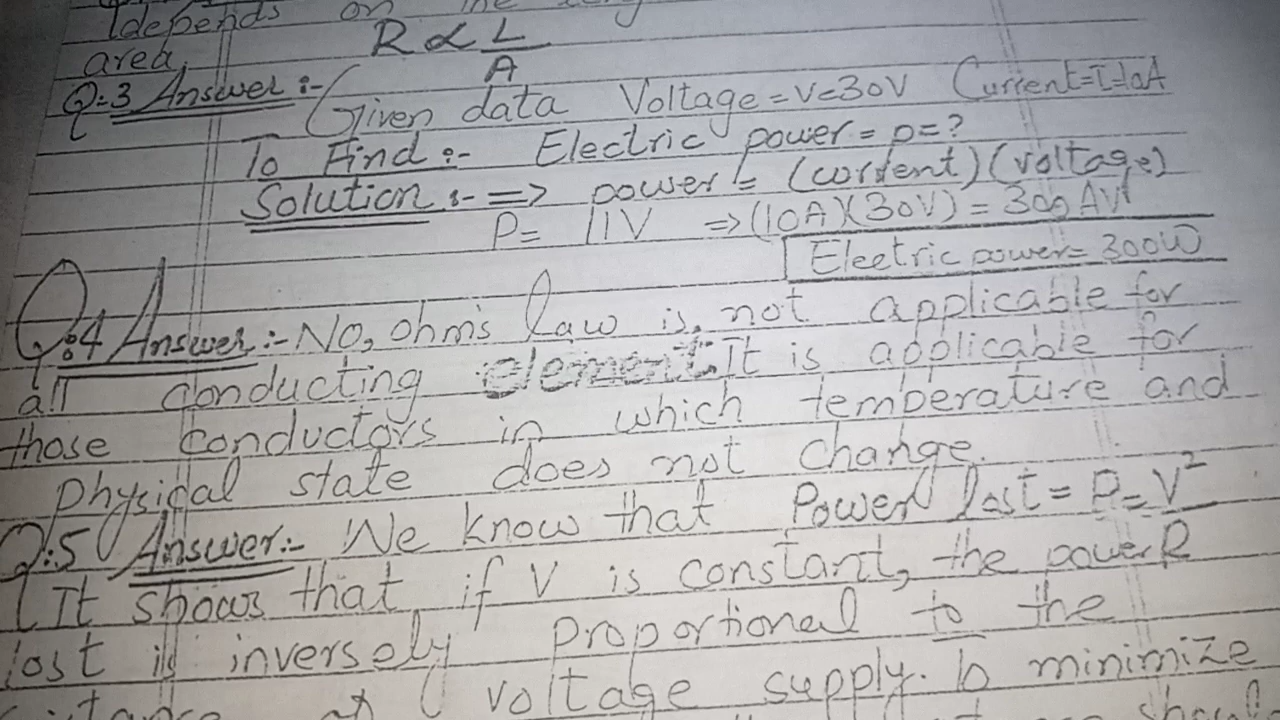 depends on the
area. R ∝ L/A
Q:3 Answer :- Given data Voltage = V = 30V Current = I = 10A
To Find :- Electric power = p = ?
Solution :- => power = (corrent) (voltage)
P = IV => (10A)(30V) = 300 AV
Electric power = 300W
Q:4 Answer :- No, ohm's law is not applicable for
all conducting element. It is applicable for
those conductors in which temperature and
Physical state does not change.
Q:5 Answer :- We know that Power lost = P = V²/R
It shows that if V is constant, the power
lost is inversely proportional to the
voltage supply. To minimize